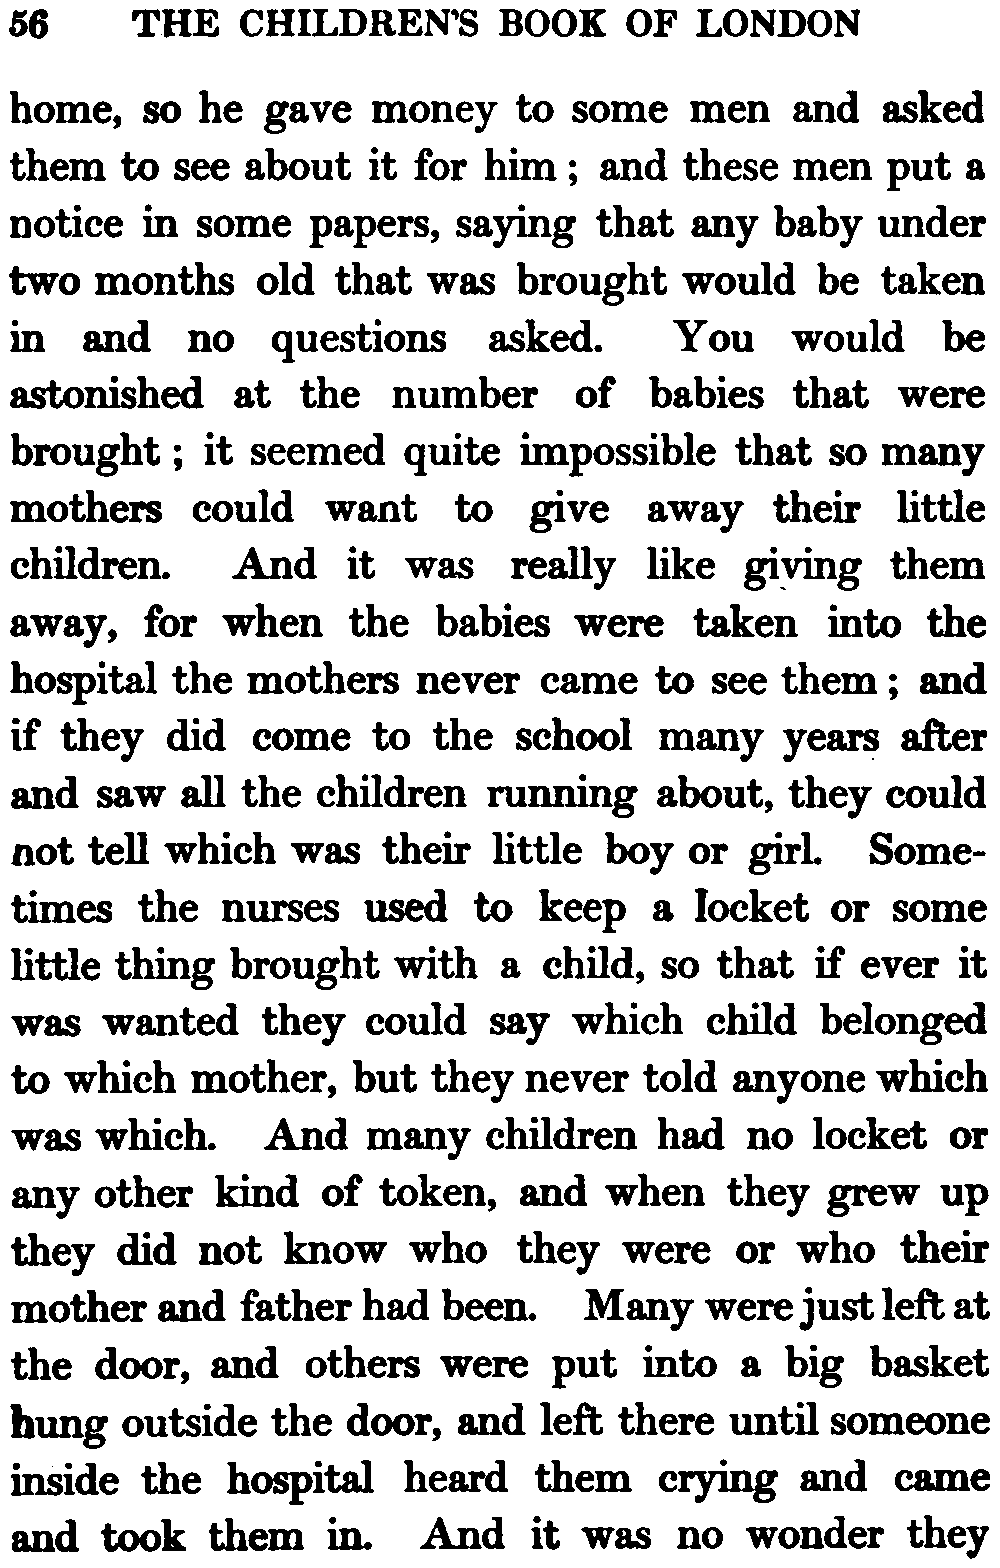 56 THE CHILDREN'S BOOK OF LONDON
home, so he gave money to some men and asked
them to see about it for him ; and these men put a
notice in some papers, saying that any baby under
two months old that was brought would be taken
in and no questions asked. You would be
astonished at the number of babies that were
brought ; it seemed quite impossible that so many
mothers could want to give away their little
children. And it was really like giving them
away, for when the babies were taken into the
hospital the mothers never came to see them ; and
if they did come to the school many years after
and saw all the children running about, they could
not tell which was their little boy or girl. Some-
times the nurses used to keep a locket or some
little thing brought with a child, so that if ever it
was wanted they could say which child belonged
to which mother, but they never told anyone which
was which. And many children had no locket or
any other kind of token, and when they grew up
they did not know who they were or who their
mother and father had been. Many were just left at
the door, and others were put into a big basket
hung outside the door, and left there until someone
inside the hospital heard them crying and came
and took them in. And it was no wonder they